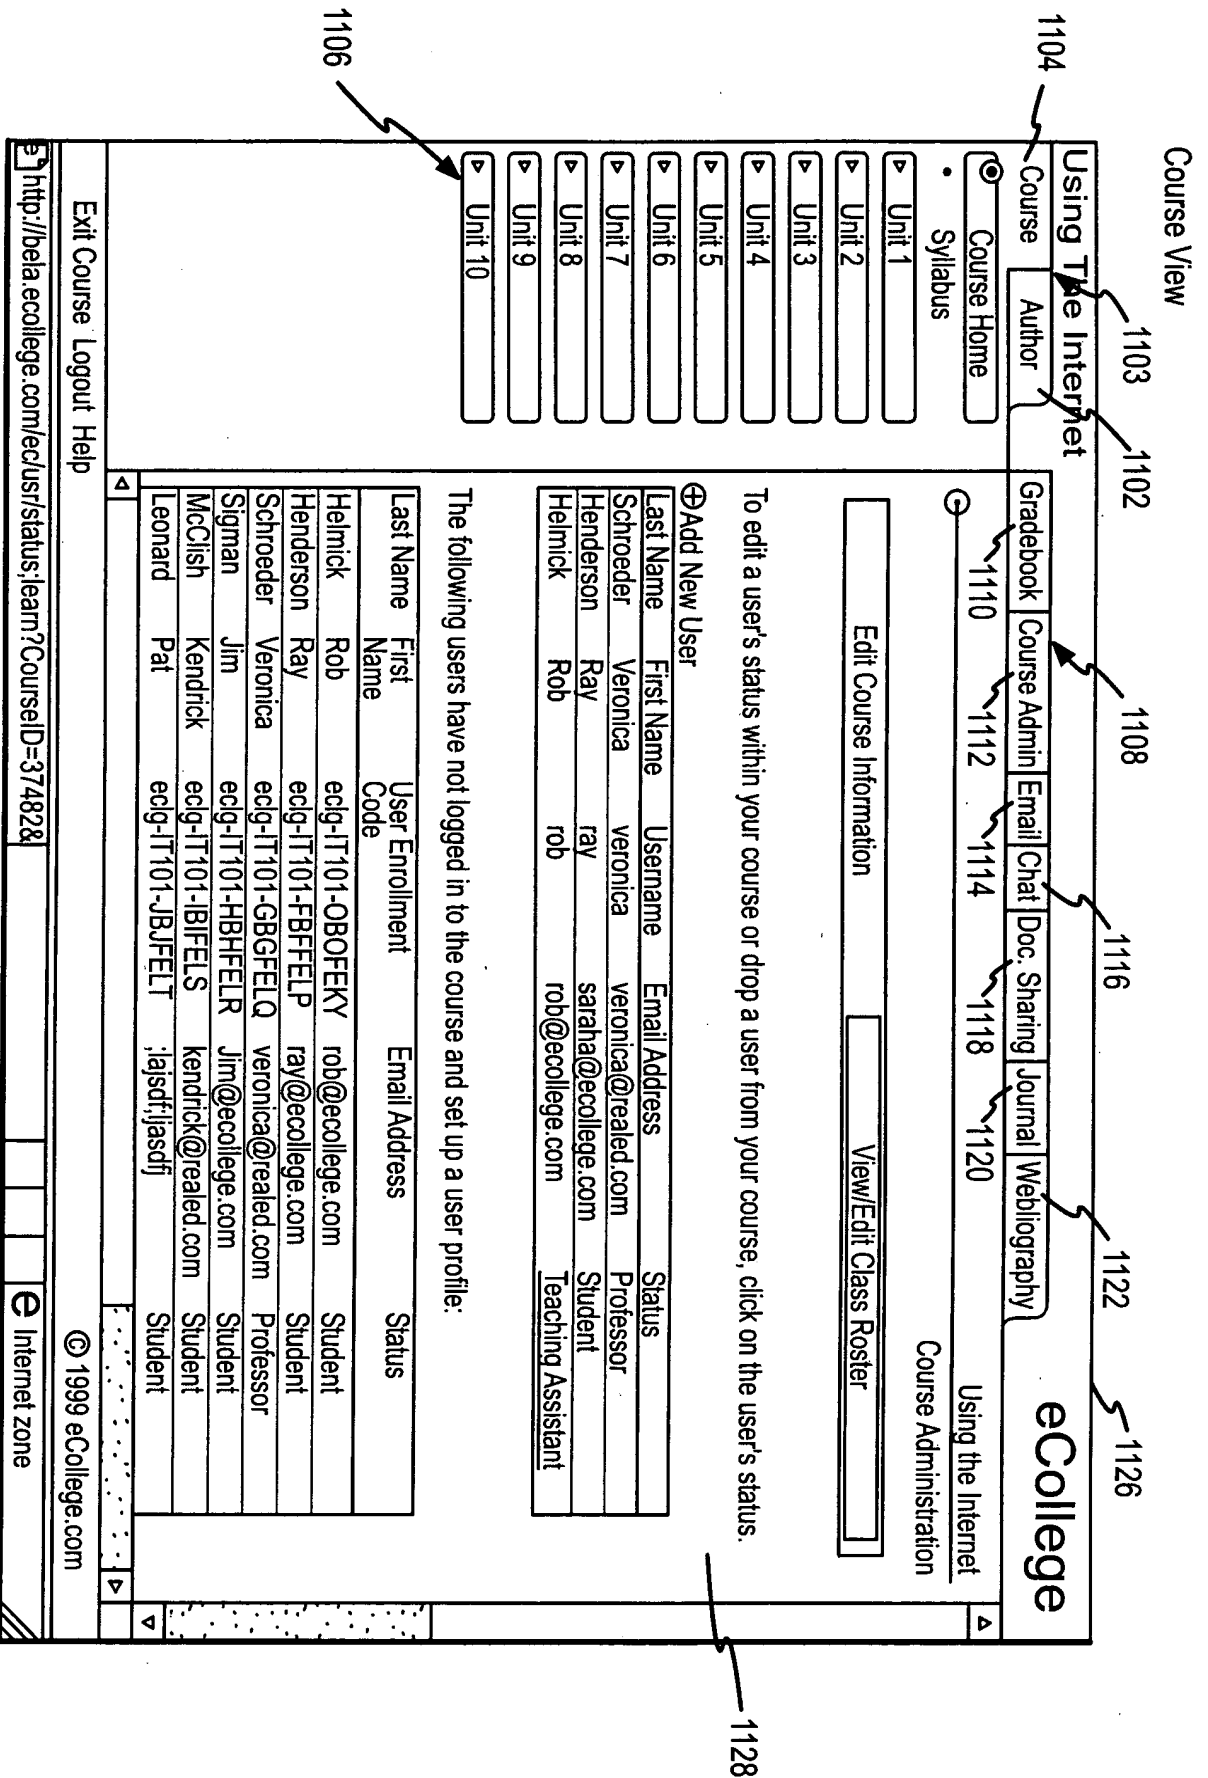 Course View
1103
1102
1108
1116
1122
1126
1104
Using The Internet
eCollege
Course Author
Gradebook Course Admin Email Chat Doc. Sharing Journal Webliography
1110 1112 1114 1118 1120
Using the Internet
Course Administration
Course Home
• Syllabus
Unit 1
Unit 2
Unit 3
Unit 4
Unit 5
Unit 6
Unit 7
Unit 8
Unit 9
Unit 10
1106
Edit Course Information View/Edit Class Roster
To edit a user's status within your course or drop a user from your course, click on the user's status.
1128
Add New User
Last Name First Name Username Email Address Status
Schroeder Veronica veronica veronica@realed.com Professor
Henderson Ray ray saraha@ecollege.com Student
Helmick Rob rob rob@ecollege.com Teaching Assistant
The following users have not logged in to the course and set up a user profile:
Last Name First Name User Enrollment Code Email Address Status
Helmick Rob eclg-IT101-OBOFEKY rob@ecollege.com Student
Henderson Ray eclg-IT101-FBFFELP ray@ecollege.com Student
Schroeder Veronica eclg-IT101-GBGFELQ veronica@realed.com Professor
Sigman Jim eclg-IT101-HBHFELR Jim@ecollege.com Student
McClish Kendrick eclg-IT101-IBIFELS kendrick@realed.com Student
Leonard Pat eclg-IT101-JBJFELT ;lajsdf;ljasdfj Student
Exit Course Logout Help © 1999 eCollege.com
e http://bela.ecollege.com/ec/usr/status;learn?CourseID=37482& e Internet zone